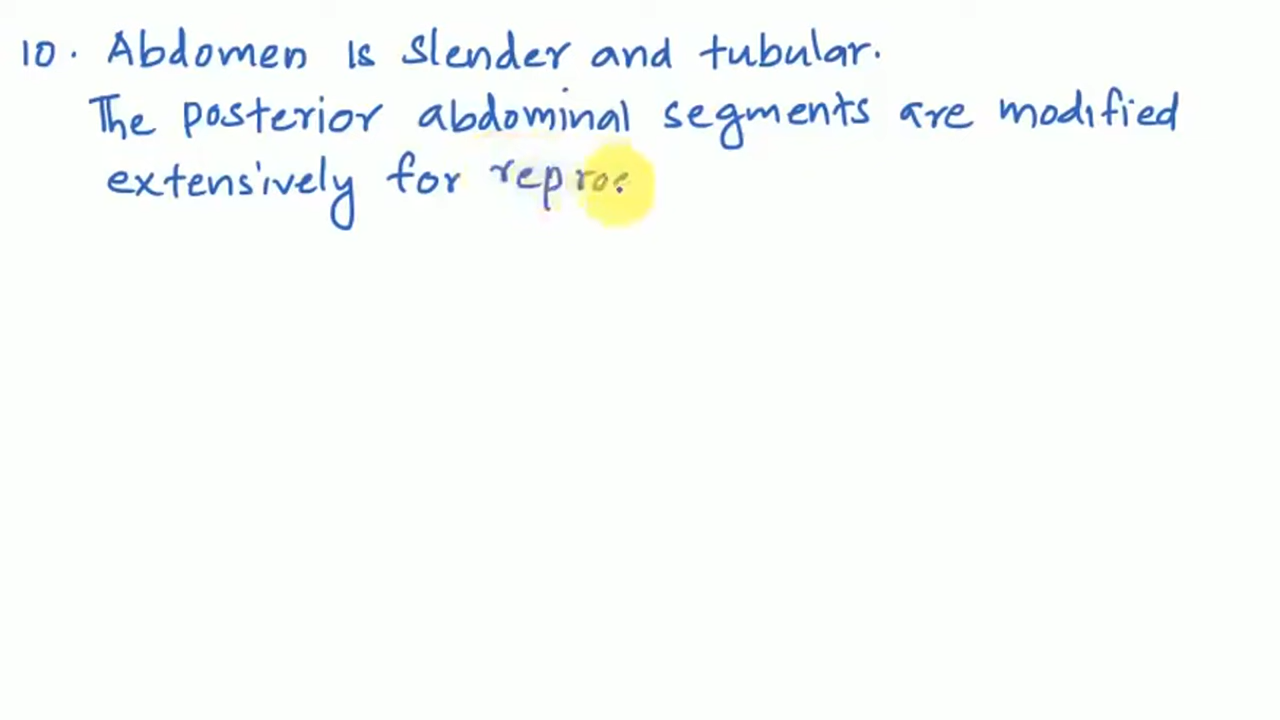 10. Abdomen is slender and tubular.
The posterior abdominal segments are modified
extensively for